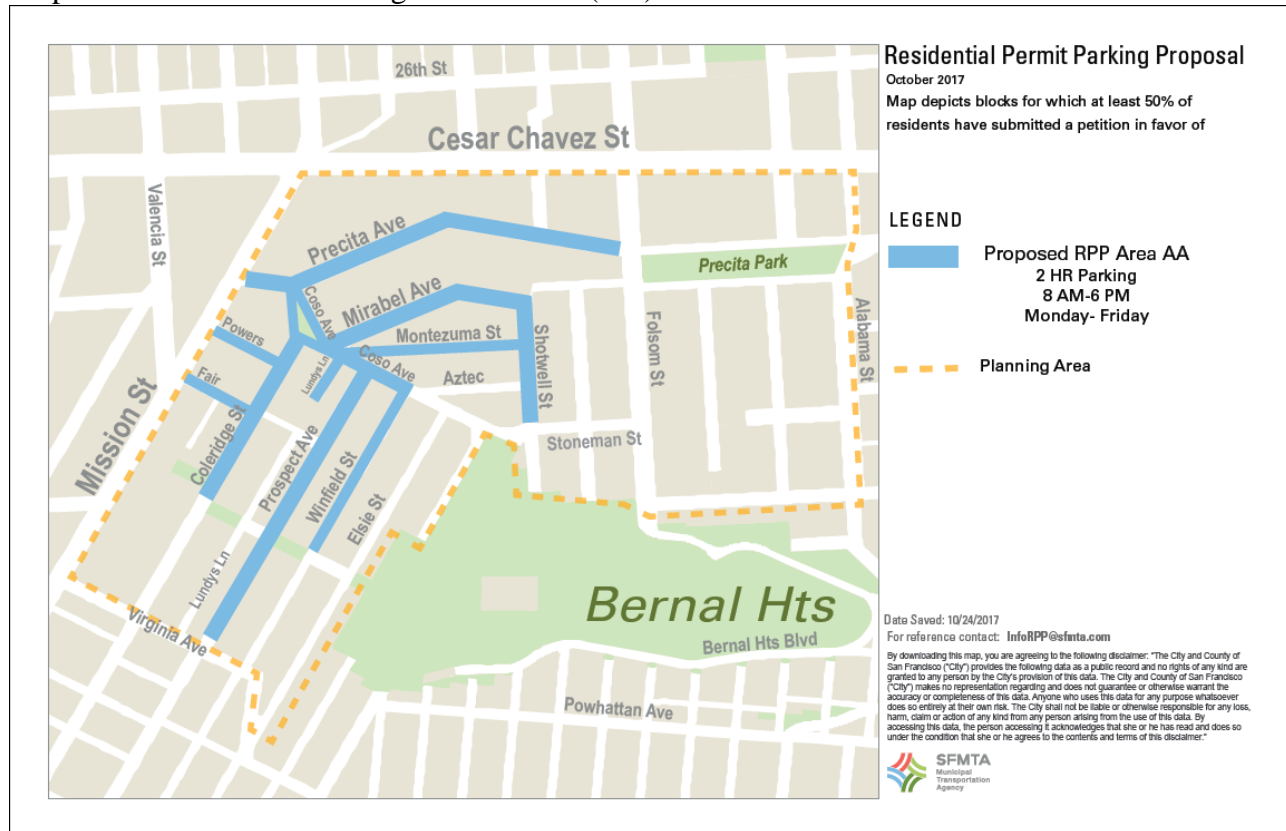 Residential Permit Parking Proposal
October 2017
Map depicts blocks for which at least 50% of
residents have submitted a petition in favor of
LEGEND
Proposed RPP Area AA
2 HR Parking
8 AM-6 PM
Monday- Friday
Planning Area
26th St
Cesar Chavez St
Valencia St
Precita Ave
Precita Park
Coso Ave
Mirabel Ave
Powers
Montezuma St
Shotwell St
Folsom St
Alabama St
Fair
Lundys Ln
Coso Ave
Aztec
Mission St
Coleridge St
Stoneman St
Prospect Ave
Winfield St
Elsie St
Lundys Ln
Virginia Ave
Bernal Hts
Bernal Hts Blvd
Powhattan Ave
Date Saved: 10/24/2017
For reference contact: InfoRPP@sfmta.com
By downloading this map, you are agreeing to the following disclaimer: "The City and County of
San Francisco ("City") provides the following data as a public record and no rights of any kind are
granted to any person by the City's provision of this data. The City and County of San Francisco
("City") makes no representation regarding and does not guarantee or otherwise warrant the
accuracy or completeness of this data. Anyone who uses this data for any purpose whatsoever
does so entirely at their own risk. The City shall not be liable or otherwise responsible for any loss,
harm, claim or action of any kind from any person arising from the use of this data. By
accessing this data, the person accessing it acknowledges that she or he has read and does so
under the condition that she or he agrees to the contents and terms of this disclaimer."
SFMTA
Municipal
Transportation
Agency